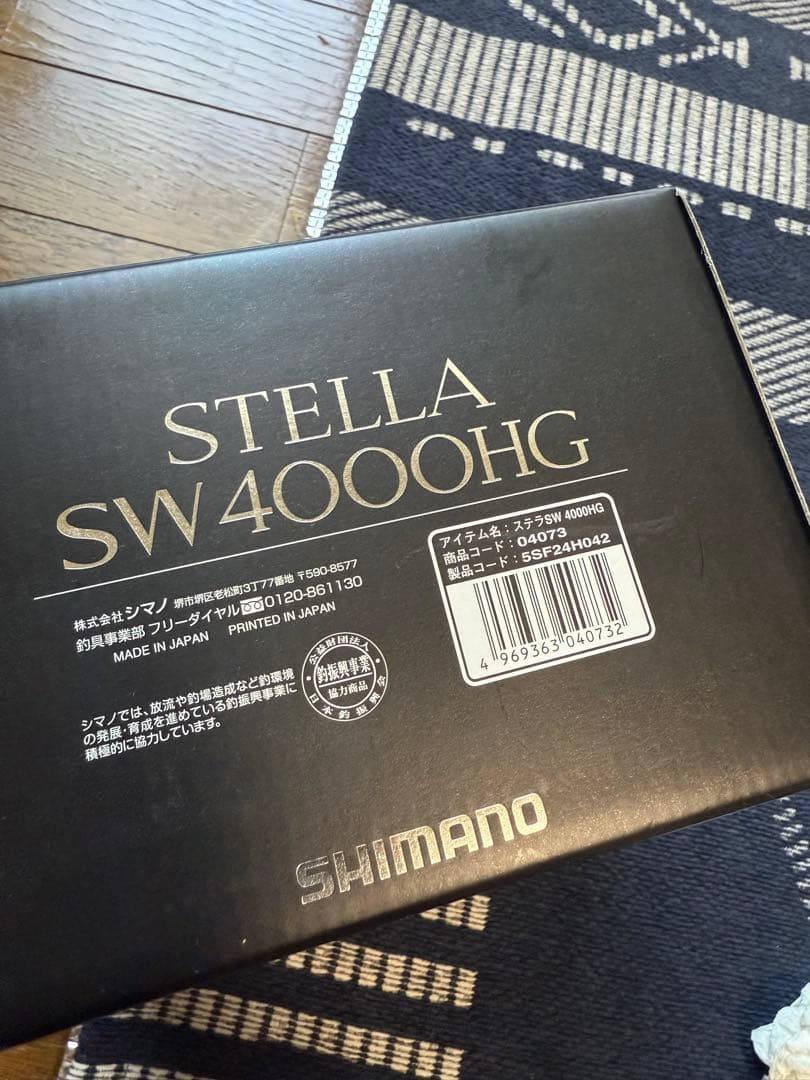 STELLA
SW 4000HG
株式会社 シマノ 堺市堺区老松町3丁77番地 〒590-8577
釣具事業部 フリーダイヤル 0120-861130
MADE IN JAPAN PRINTED IN JAPAN
シマノでは、放流や釣場造成など釣環境
の発展・育成を進めている釣振興事業に
積極的に協力しています。
公益財団法人
釣振興事業
協力商品
日本釣振興会
アイテム名:ステラSW 4000HG
商品コード:04073
製品コード:5SF24H042
4 969363 040732
SHIMANO